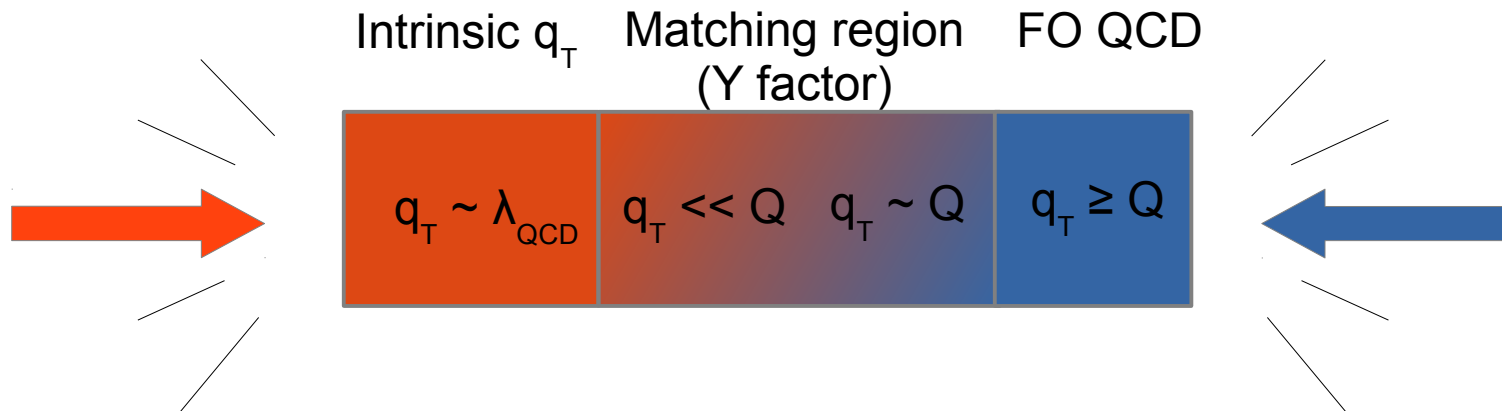 Intrinsic q_T Matching region FO QCD
(Y factor)
q_T ~ λ_QCD q_T << Q q_T ~ Q q_T ≥ Q